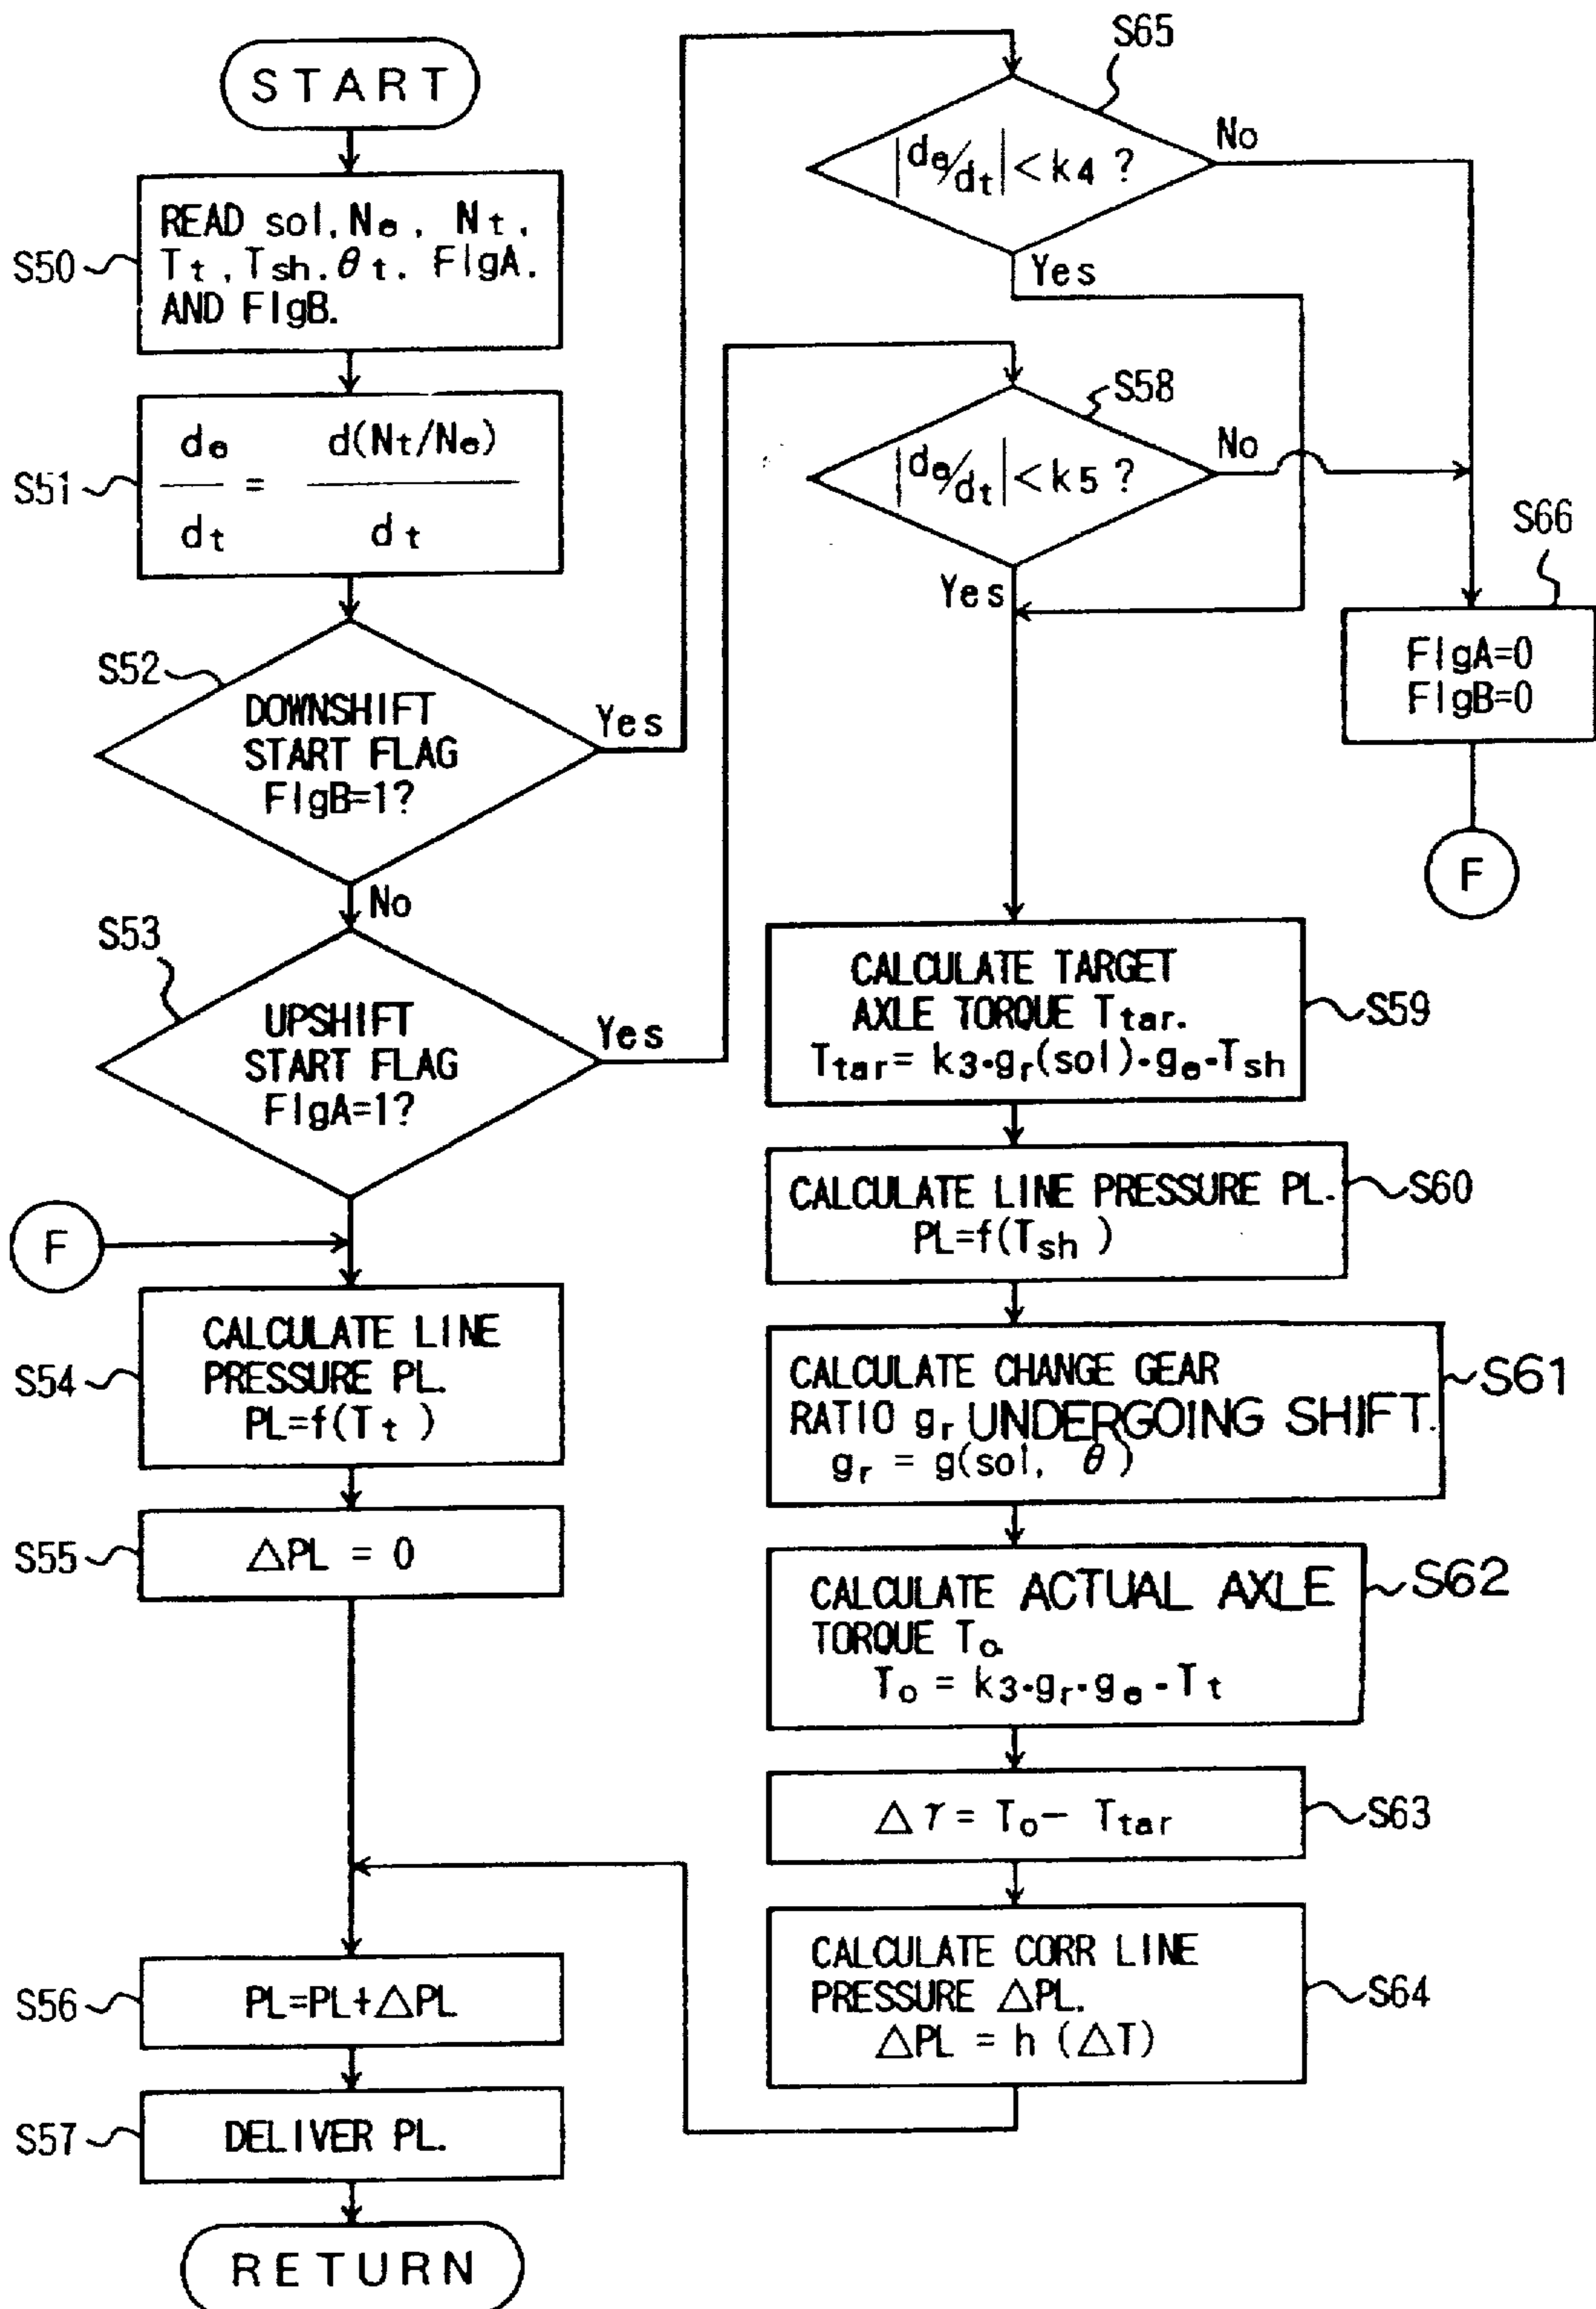 START
S50
READ sol, Ne, Nt,
Tt, Tsh, θt, FlgA,
AND FlgB.
S51
de/dt = d(Nt/Ne)/dt
S52
DOWNSHIFT
START FLAG
FlgB=1?
Yes
No
S53
UPSHIFT
START FLAG
FlgA=1?
Yes
F
S54
CALCULATE LINE
PRESSURE PL.
PL=f(Tt)
S55
△PL = 0
S56
PL=PL+△PL
S57
DELIVER PL.
RETURN
S65
|de/dt| < k4 ?
No
Yes
S58
|de/dt| < k5 ?
No
Yes
S66
FlgA=0
FlgB=0
F
S59
CALCULATE TARGET
AXLE TORQUE Ttar.
Ttar= k3·gr(sol)·ge·Tsh
S60
CALCULATE LINE PRESSURE PL.
PL=f(Tsh )
S61
CALCULATE CHANGE GEAR
RATIO gr UNDERGOING SHIFT.
gr = g(sol, θ)
S62
CALCULATE ACTUAL AXLE
TORQUE To.
To = k3·gr·ge·Tt
S63
△T = To − Ttar
S64
CALCULATE CORR LINE
PRESSURE △PL.
△PL = h (△T)